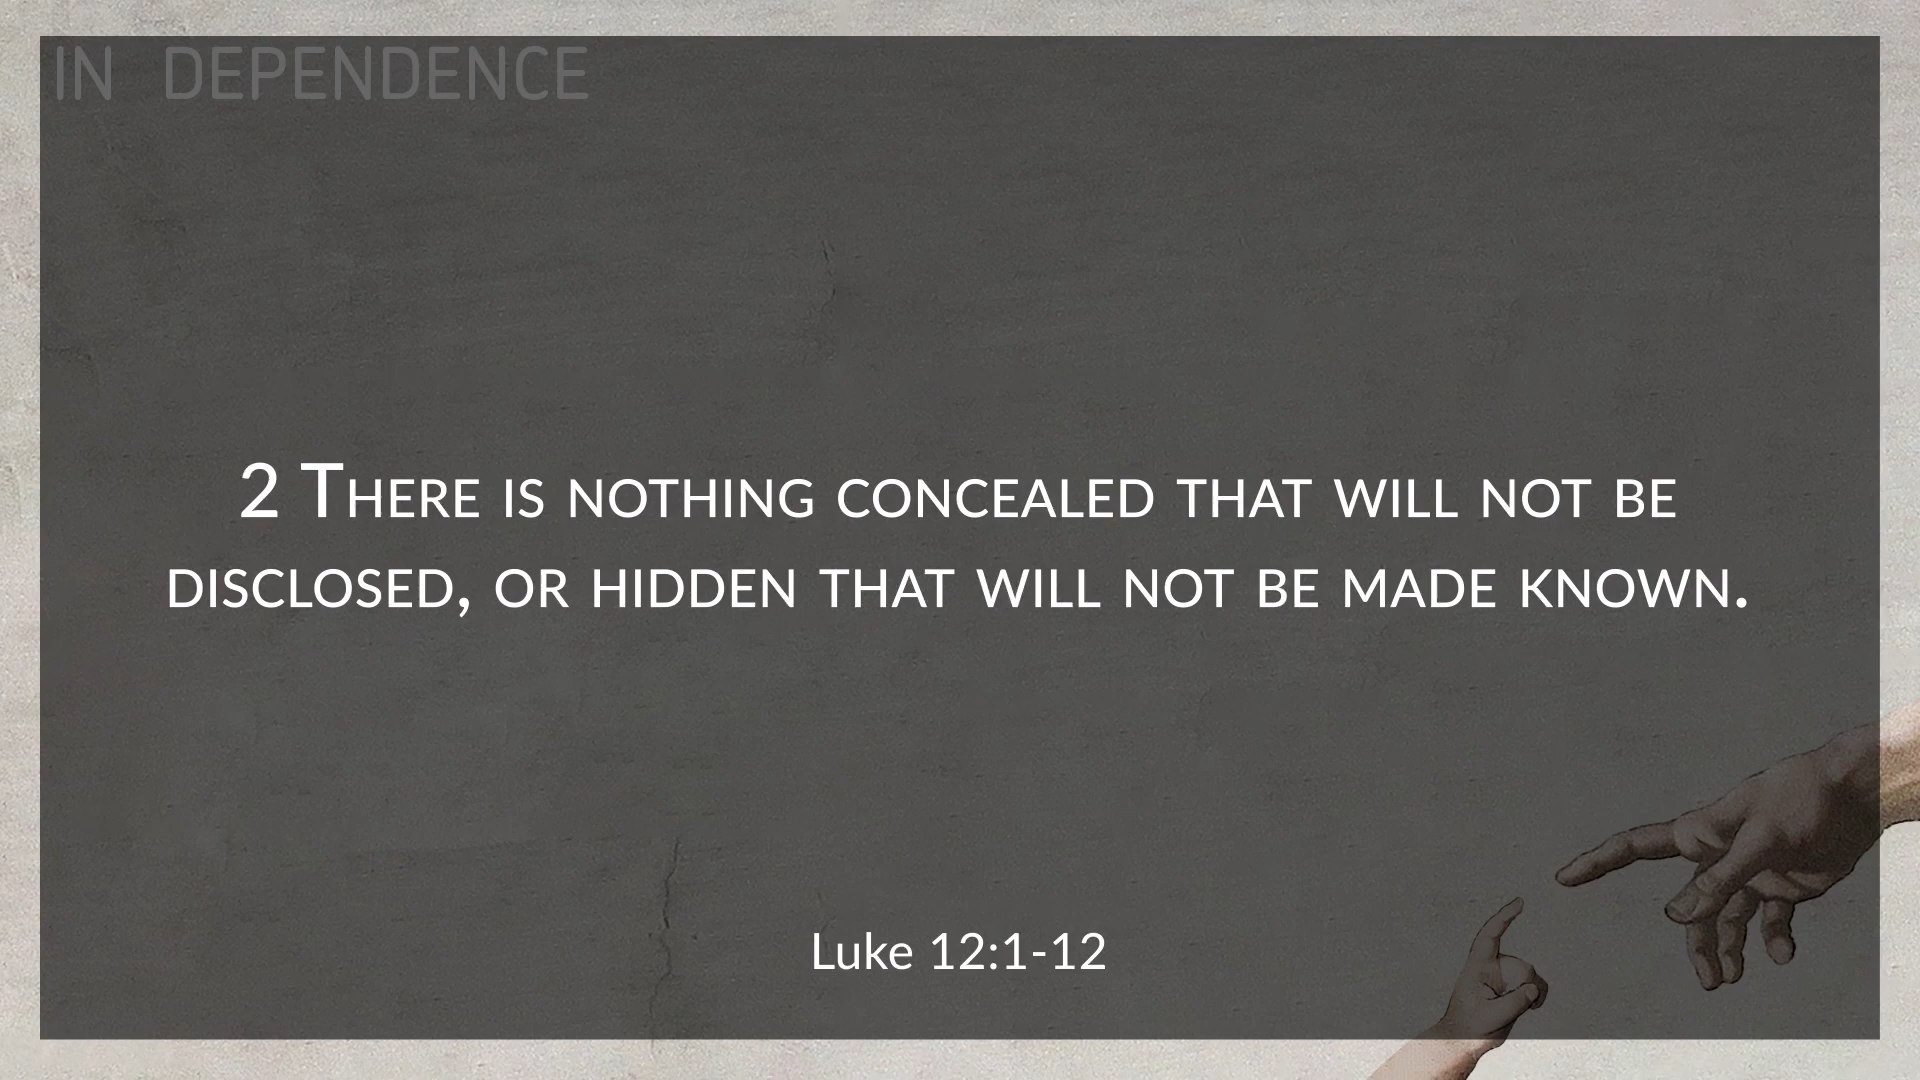 IN DEPENDENCE
2 There is nothing concealed that will not be
disclosed, or hidden that will not be made known.
Luke 12:1-12